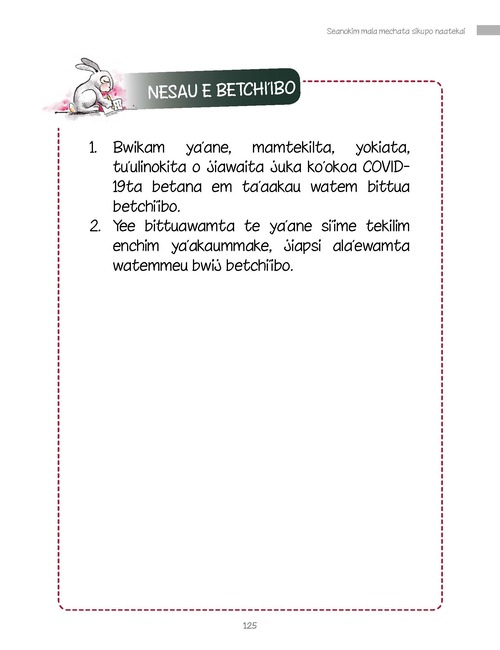 Seanokim mala mechata sikupo naatekai
NESAU E BETCHI'IBO
1. Bwikam ya'ane, mamtekilta, yokiata,
tu'ulinokita o jiawaita juka ko'okoa COVID-
19ta betana em ta'aakau watem bittua
betchi'ibo.
2. Yee bittuawamta te ya'ane si'ime tekilim
enchim ya'akaummake, jiapsi ala'ewamta
watemmeu bwij betchi'ibo.
125